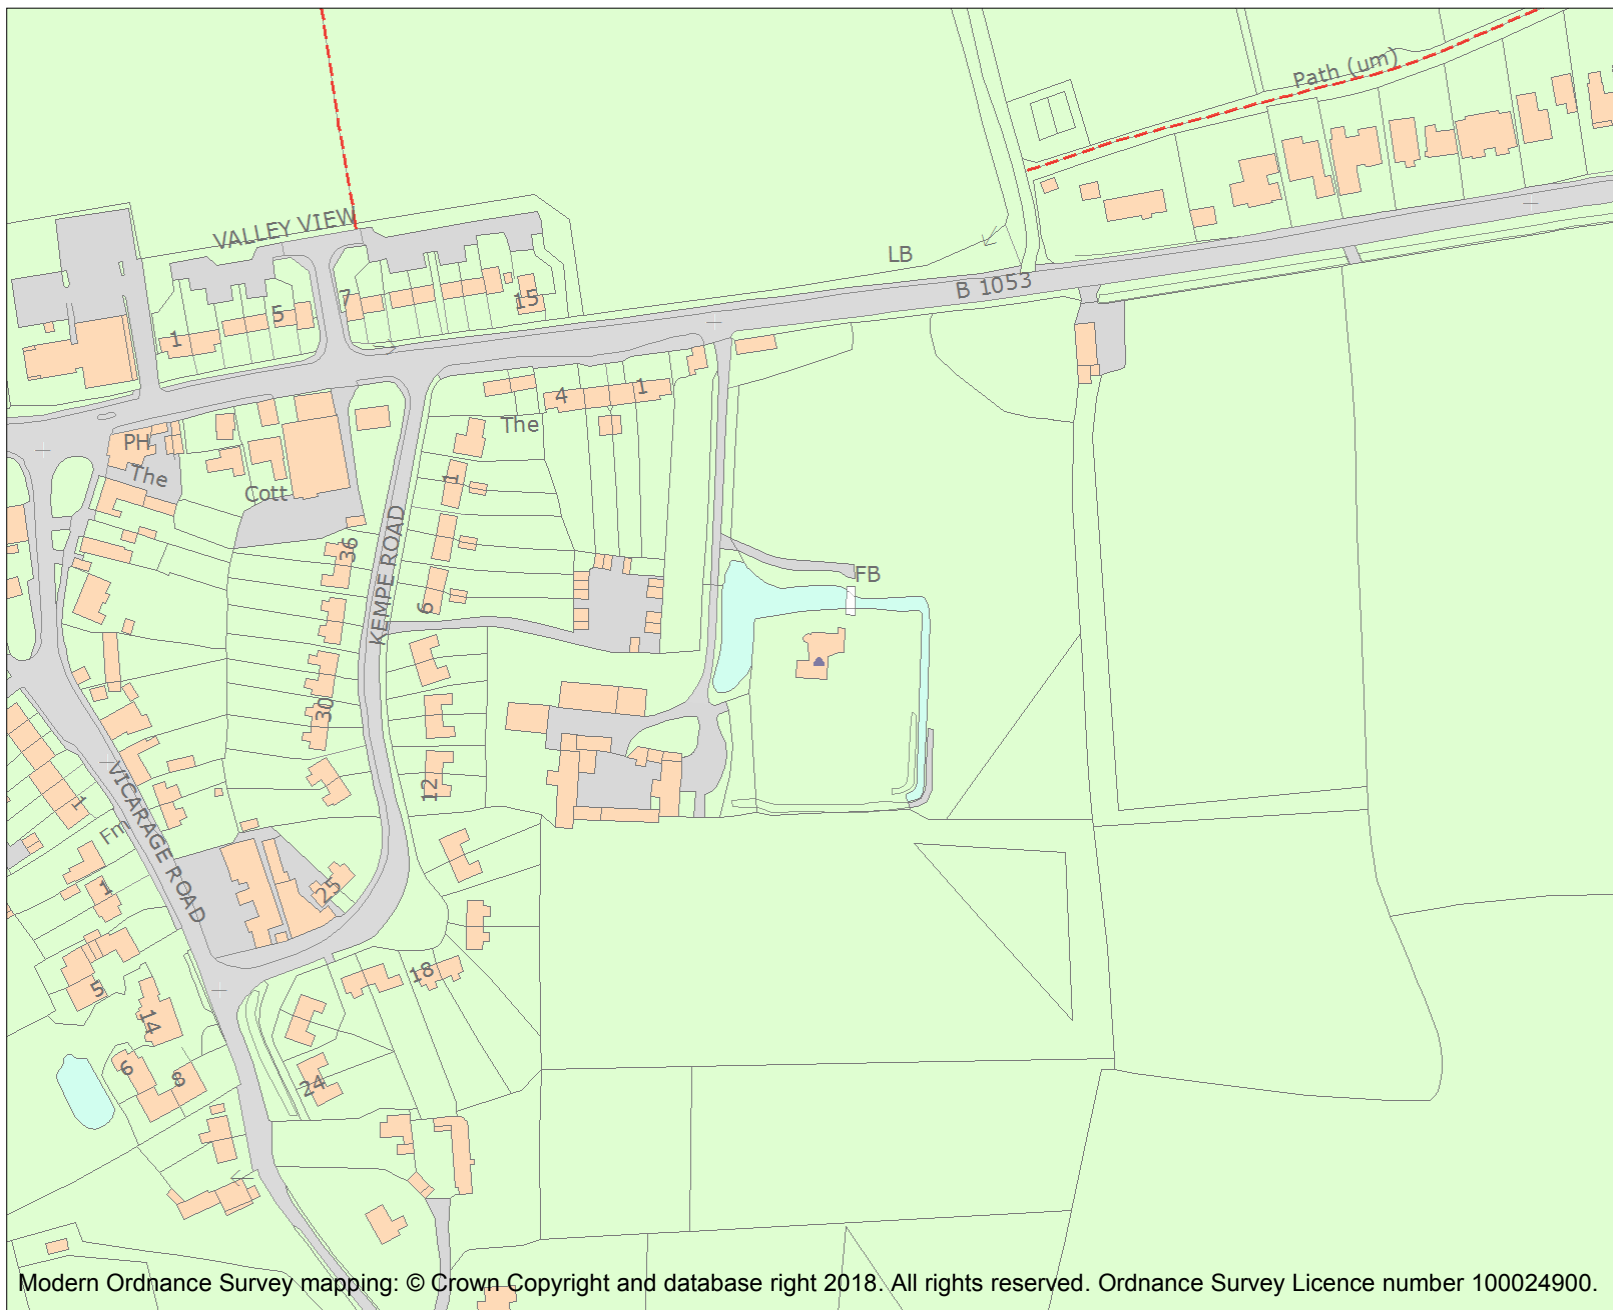 Path (um)
VALLEY VIEW
LB
B 1053
7
15
5
1
4
1
The
PH
The
Cott
1
36
KEMPE ROAD
FB
6
30
12
VICARAGE ROAD
1
Fm
1
25
5
18
14
6
8
24
Modern Ordnance Survey mapping: © Crown Copyright and database right 2018. All rights reserved. Ordnance Survey Licence number 100024900.